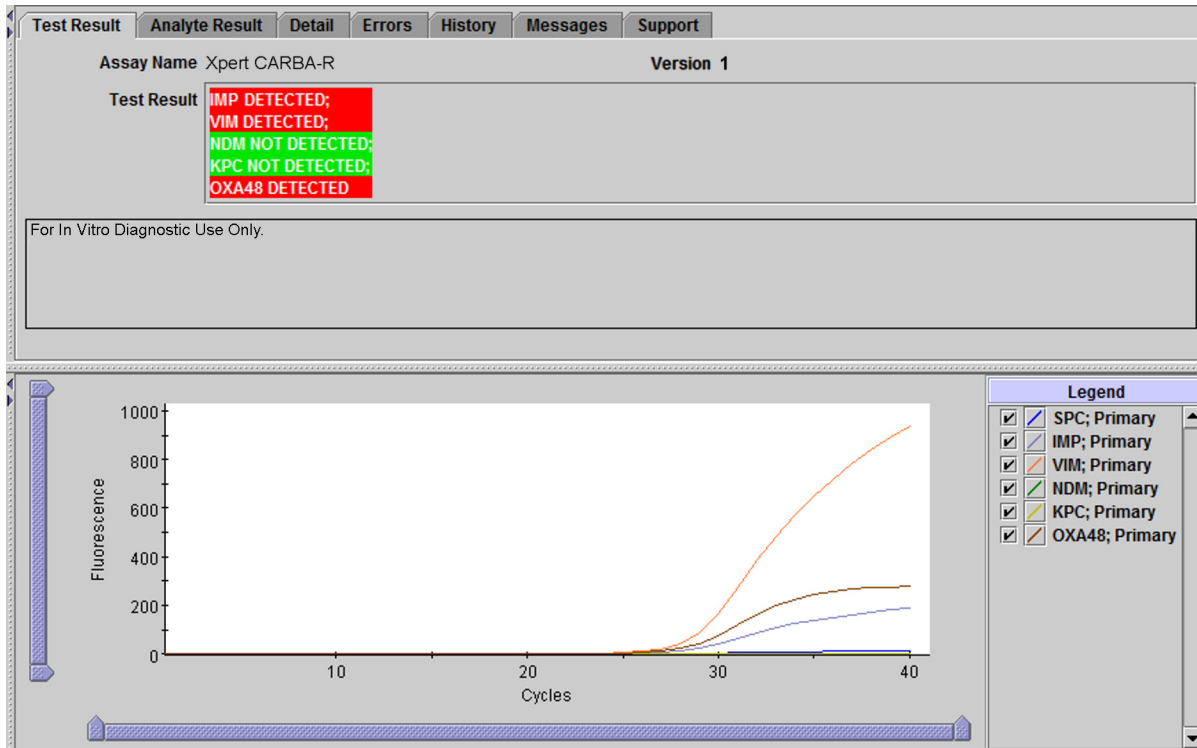 Test Result Analyte Result Detail Errors History Messages Support
Assay Name Xpert CARBA-R Version 1
Test Result IMP DETECTED;
VIM DETECTED;
NDM NOT DETECTED;
KPC NOT DETECTED;
OXA48 DETECTED
For In Vitro Diagnostic Use Only.
1000
800
600
400
200
0
Fluorescence
10 20 30 40
Cycles
Legend
SPC; Primary
IMP; Primary
VIM; Primary
NDM; Primary
KPC; Primary
OXA48; Primary